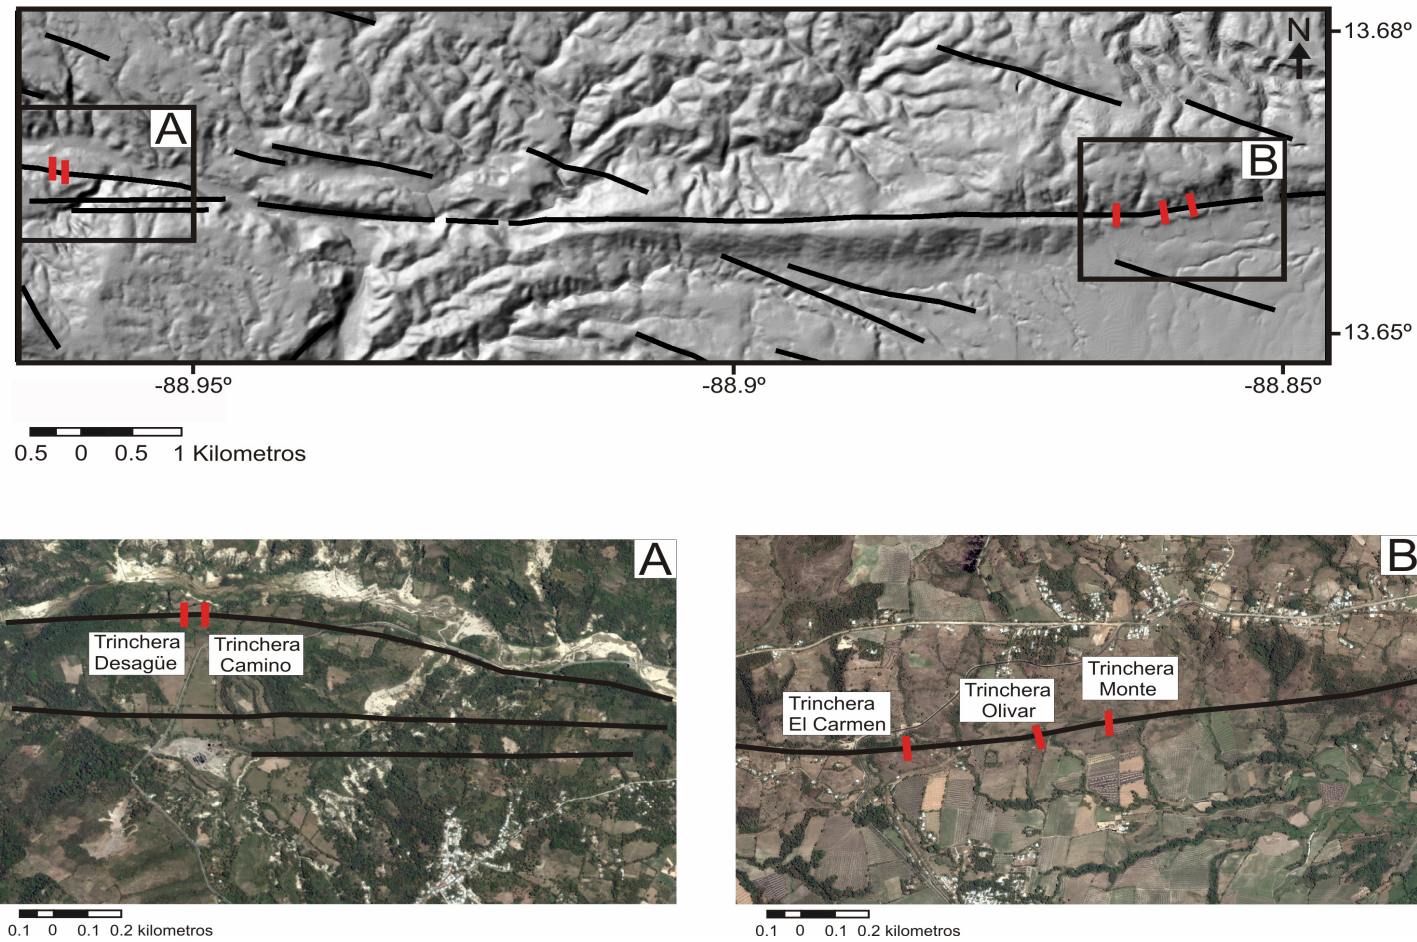 N
13.68º
A
B
13.65º
-88.95º
-88.9º
-88.85º
0.5 0 0.5 1 Kilometros
A
Trinchera
Desagüe
Trinchera
Camino
0.1 0 0.1 0.2 kilometros
B
Trinchera
El Carmen
Trinchera
Olivar
Trinchera
Monte
0.1 0 0.1 0.2 kilometros